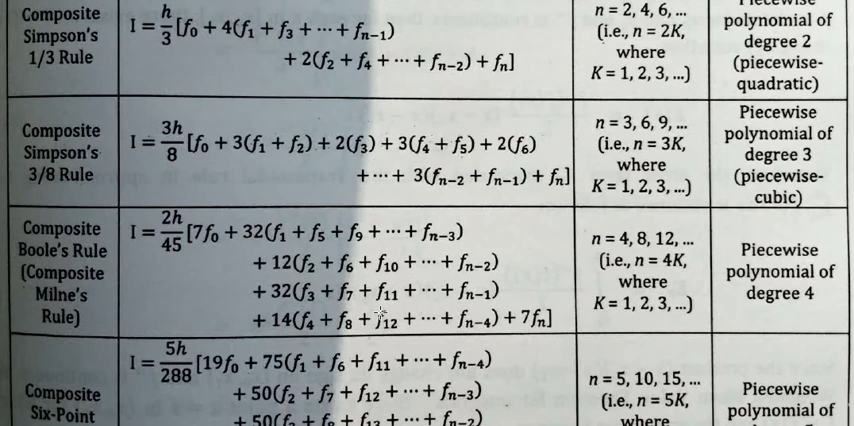 Composite
Simpson's
1/3 Rule
I = h/3 [f₀ + 4(f₁ + f₃ + ··· + fₙ₋₁)
+ 2(f₂ + f₄ + ··· + fₙ₋₂) + fₙ]
n = 2, 4, 6, ...
(i.e., n = 2K,
where
K = 1, 2, 3, ...)
Piecewise
polynomial of
degree 2
(piecewise-
quadratic)
Composite
Simpson's
3/8 Rule
I = 3h/8 [f₀ + 3(f₁ + f₂) + 2(f₃) + 3(f₄ + f₅) + 2(f₆)
+ ··· + 3(fₙ₋₂ + fₙ₋₁) + fₙ]
n = 3, 6, 9, ...
(i.e., n = 3K,
where
K = 1, 2, 3, ...)
Piecewise
polynomial of
degree 3
(piecewise-
cubic)
Composite
Boole's Rule
(Composite
Milne's
Rule)
I = 2h/45 [7f₀ + 32(f₁ + f₅ + f₉ + ··· + fₙ₋₃)
+ 12(f₂ + f₆ + f₁₀ + ··· + fₙ₋₂)
+ 32(f₃ + f₇ + f₁₁ + ··· + fₙ₋₁)
+ 14(f₄ + f₈ + f₁₂ + ··· + fₙ₋₄) + 7fₙ]
n = 4, 8, 12, ...
(i.e., n = 4K,
where
K = 1, 2, 3, ...)
Piecewise
polynomial of
degree 4
Composite
Six-Point
I = 5h/288 [19f₀ + 75(f₁ + f₆ + f₁₁ + ··· + fₙ₋₄)
+ 50(f₂ + f₇ + f₁₂ + ··· + fₙ₋₃)
+ 50(f₃ + f₈ + f₁₃ + ··· + fₙ₋₂)
n = 5, 10, 15, ...
(i.e., n = 5K,
where
Piecewise
polynomial of